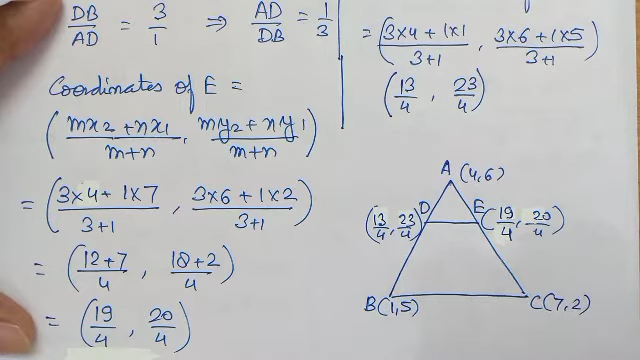 DB/AD = 3/1 ⇒ AD/DB = 1/3
Coordinates of E =
((mx₂ + nx₁)/(m+n), (my₂ + ny₁)/(m+n))
= ((3×4 + 1×7)/(3+1), (3×6 + 1×2)/(3+1))
= ((12+7)/4, (18+2)/4)
= (19/4, 20/4)
= ((3×4 + 1×1)/(3+1), (3×6 + 1×5)/(3+1))
(13/4, 23/4)
A (4,6)
(13/4, 23/4) D E (19/4, 20/4)
B(1,5) C(7,2)